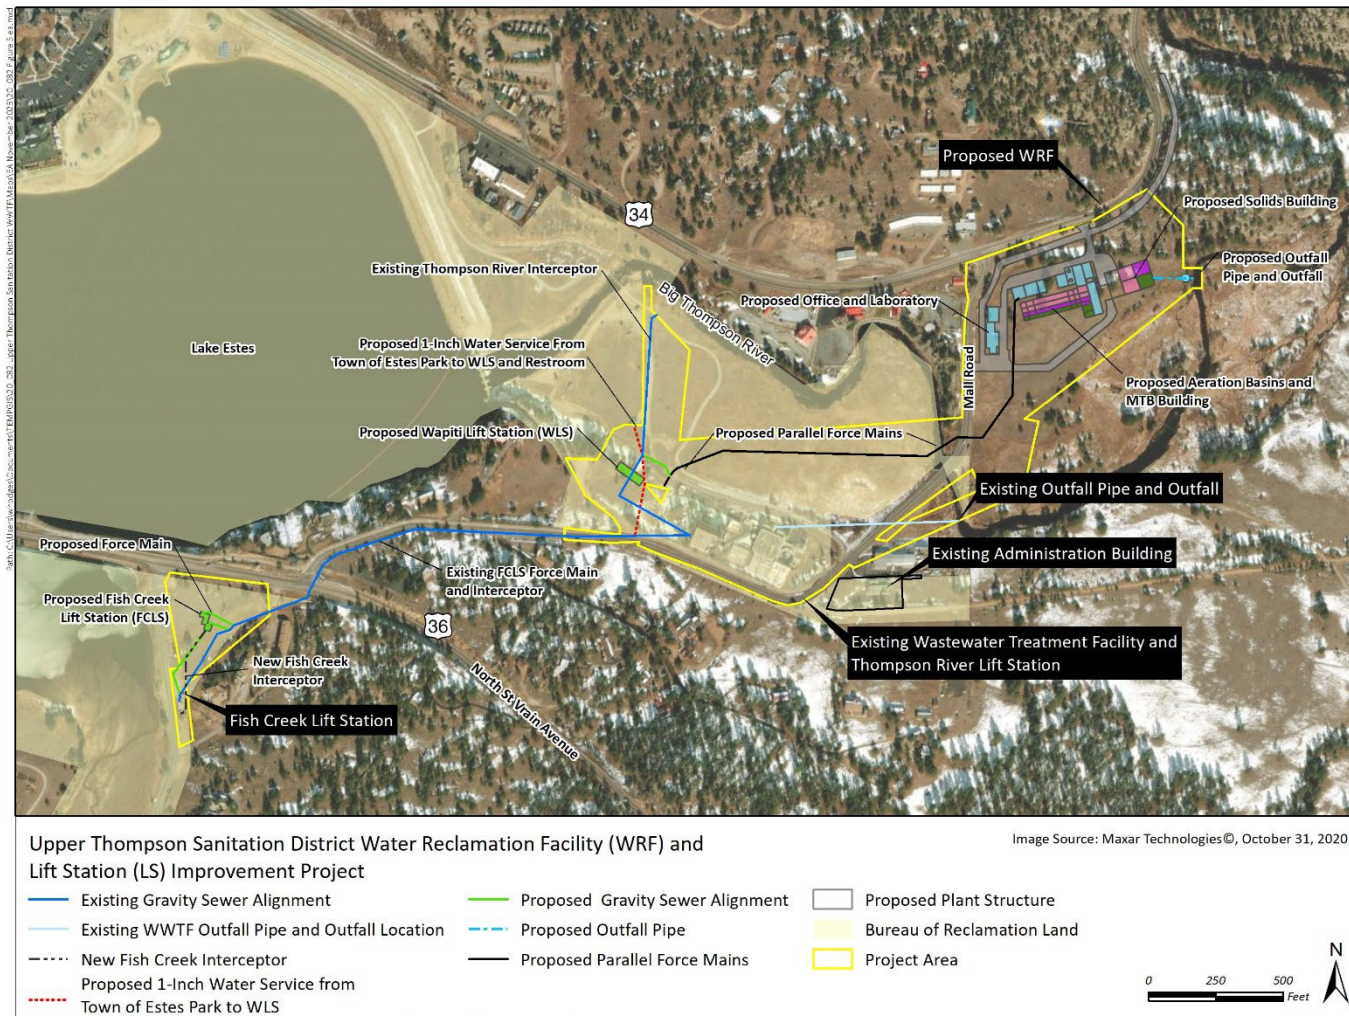 Proposed WRF
Proposed Solids Building
34
Existing Thompson River Interceptor
Proposed Outfall
Pipe and Outfall
Big Thompson River
Proposed Office and Laboratory
Lake Estes
Proposed 1-Inch Water Service From
Town of Estes Park to WLS and Restroom
Mall Road
Proposed Aeration Basins and
MTB Building
Proposed Wapiti Lift Station (WLS)
Proposed Parallel Force Mains
Existing Outfall Pipe and Outfall
Proposed Force Main
Existing Administration Building
Existing FCLS Force Main
and Interceptor
Proposed Fish Creek
Lift Station (FCLS)
36
Existing Wastewater Treatment Facility and
Thompson River Lift Station
New Fish Creek
Interceptor
North St Vrain Avenue
Fish Creek Lift Station
Upper Thompson Sanitation District Water Reclamation Facility (WRF) and
Lift Station (LS) Improvement Project
Image Source: Maxar Technologies©, October 31, 2020
Existing Gravity Sewer Alignment
Existing WWTF Outfall Pipe and Outfall Location
New Fish Creek Interceptor
Proposed 1-Inch Water Service from
Town of Estes Park to WLS
Proposed Gravity Sewer Alignment
Proposed Outfall Pipe
Proposed Parallel Force Mains
Proposed Plant Structure
Bureau of Reclamation Land
Project Area
N
0 250 500
Feet